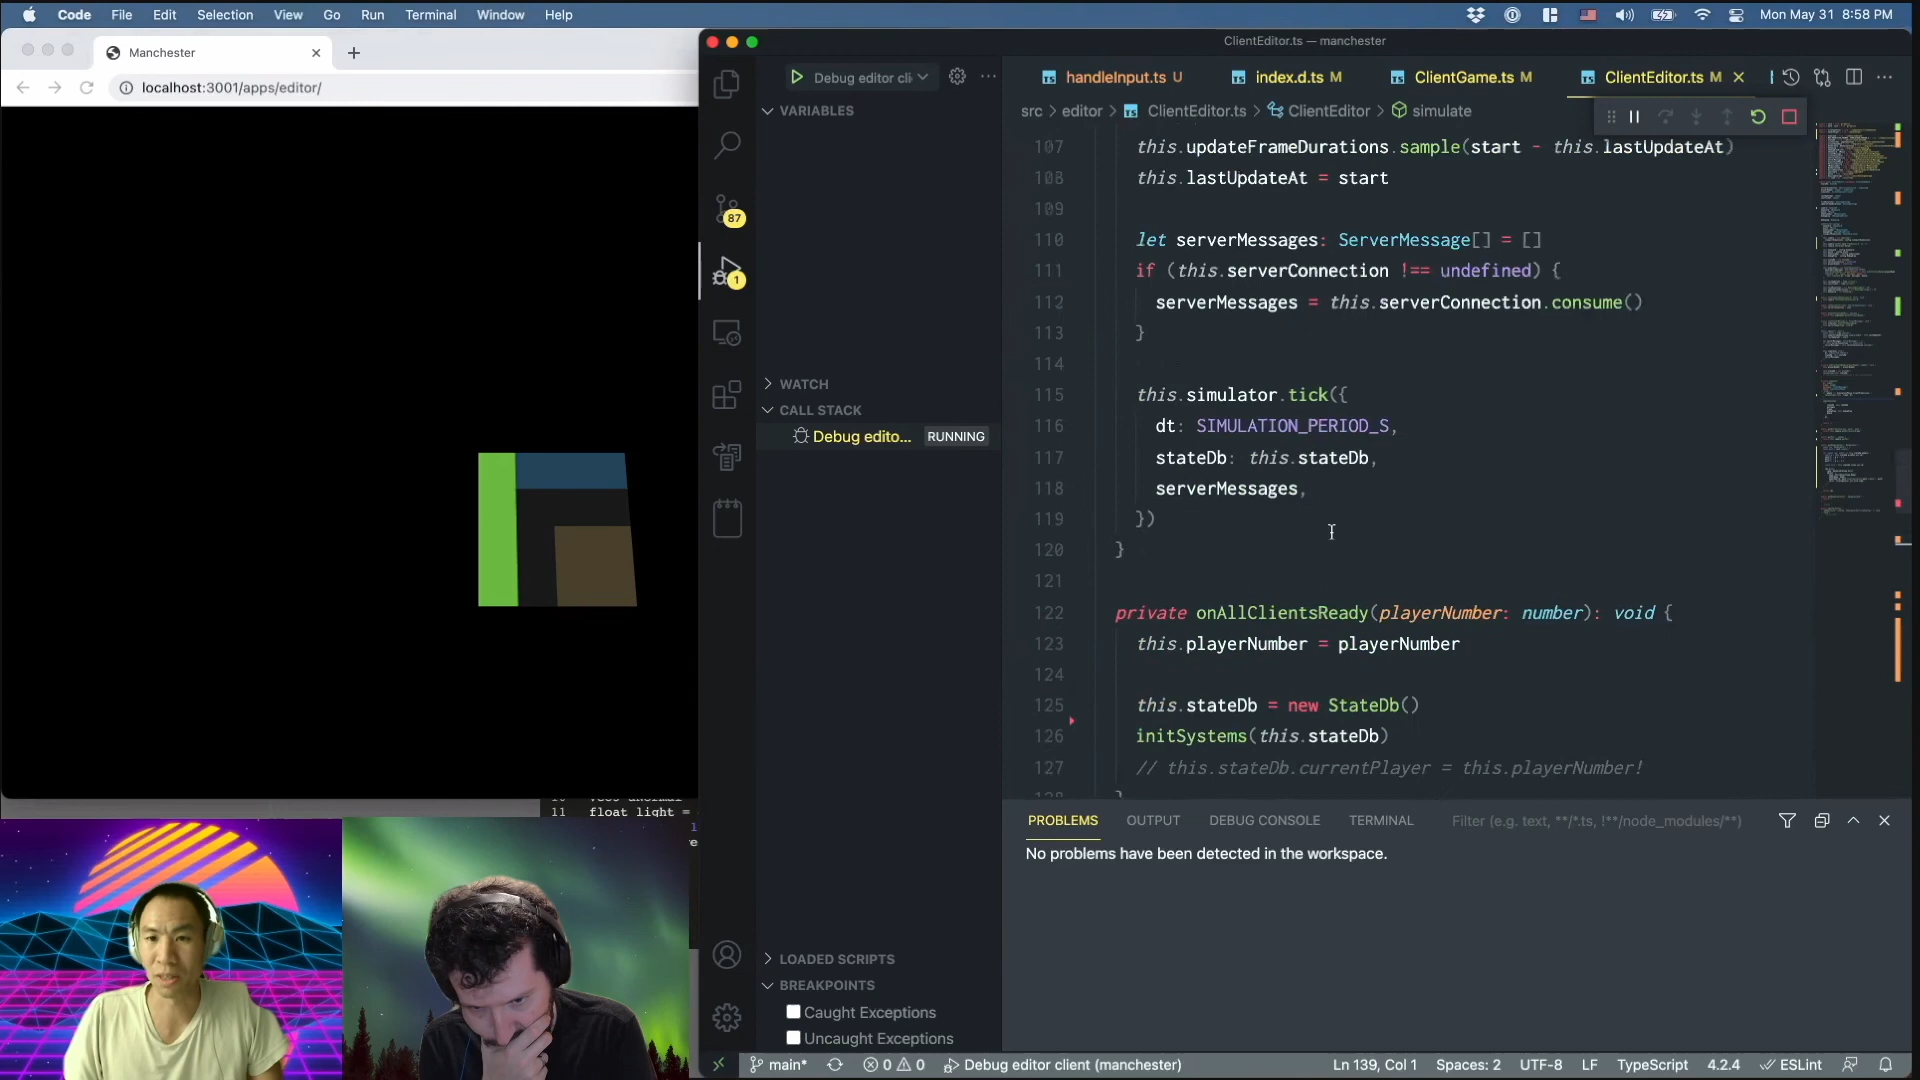 Code File Edit Selection View Go Run Terminal Window Help
Mon May 31 8:58 PM
Manchester
localhost:3001/apps/editor/
ClientEditor.ts — manchester
Debug editor cli
handleInput.ts U
index.d.ts M
ClientGame.ts M
ClientEditor.ts M
src > editor > ClientEditor.ts > ClientEditor > simulate
VARIABLES
87
1
WATCH
CALL STACK
Debug edito... RUNNING
LOADED SCRIPTS
BREAKPOINTS
Caught Exceptions
Uncaught Exceptions
107 this.updateFrameDurations.sample(start - this.lastUpdateAt)
108 this.lastUpdateAt = start
109
110 let serverMessages: ServerMessage[] = []
111 if (this.serverConnection !== undefined) {
112 serverMessages = this.serverConnection.consume()
113 }
114
115 this.simulator.tick({
116 dt: SIMULATION_PERIOD_S,
117 stateDb: this.stateDb,
118 serverMessages,
119 })
120 }
121
122 private onAllClientsReady(playerNumber: number): void {
123 this.playerNumber = playerNumber
124
125 this.stateDb = new StateDb()
126 initSystems(this.stateDb)
127 // this.stateDb.currentPlayer = this.playerNumber!
PROBLEMS OUTPUT DEBUG CONSOLE TERMINAL Filter (e.g. text, **/*.ts, !**/node_modules/**)
No problems have been detected in the workspace.
11 float light =
main* 0 0 Debug editor client (manchester) Ln 139, Col 1 Spaces: 2 UTF-8 LF TypeScript 4.2.4 ESLint